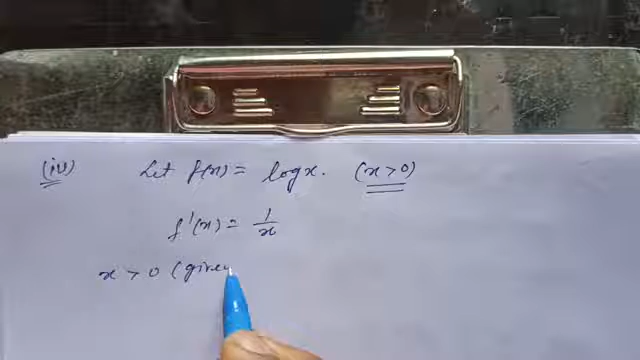 (iv) Let f(x) = log x. (x > 0)
f'(x) = 1/x
x > 0 (given